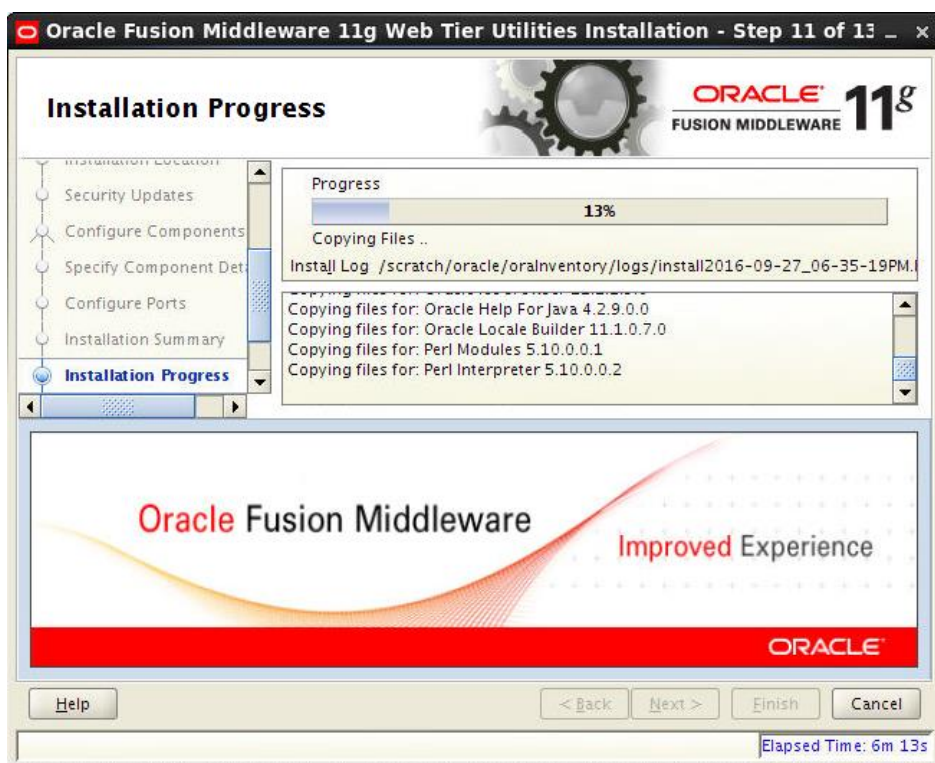 Oracle Fusion Middleware 11g Web Tier Utilities Installation - Step 11 of 13
Installation Progress
ORACLE
FUSION MIDDLEWARE 11g
Installation Location
Security Updates
Configure Components
Specify Component Det
Configure Ports
Installation Summary
Installation Progress
Progress
13%
Copying Files ..
Install Log /scratch/oracle/oraInventory/logs/install2016-09-27_06-35-19PM.l
Copying files for: Oracle Help For Java 4.2.9.0.0
Copying files for: Oracle Locale Builder 11.1.0.7.0
Copying files for: Perl Modules 5.10.0.0.1
Copying files for: Perl Interpreter 5.10.0.0.2
Oracle Fusion Middleware
Improved Experience
ORACLE
Help
< Back
Next >
Finish
Cancel
Elapsed Time: 6m 13s